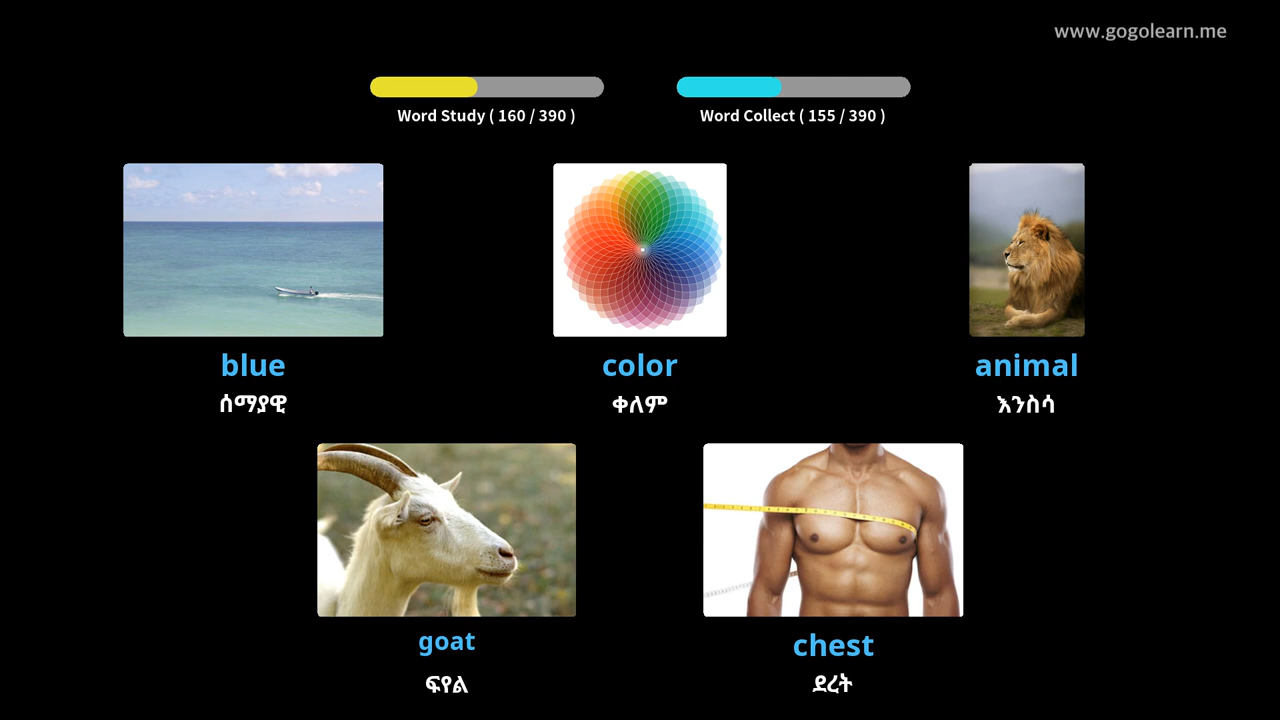 www.gogolearn.me
Word Study ( 160 / 390 )
Word Collect ( 155 / 390 )
blue
ሰማያዊ
color
ቀለም
animal
እንስሳ
goat
ፍየል
chest
ደረት